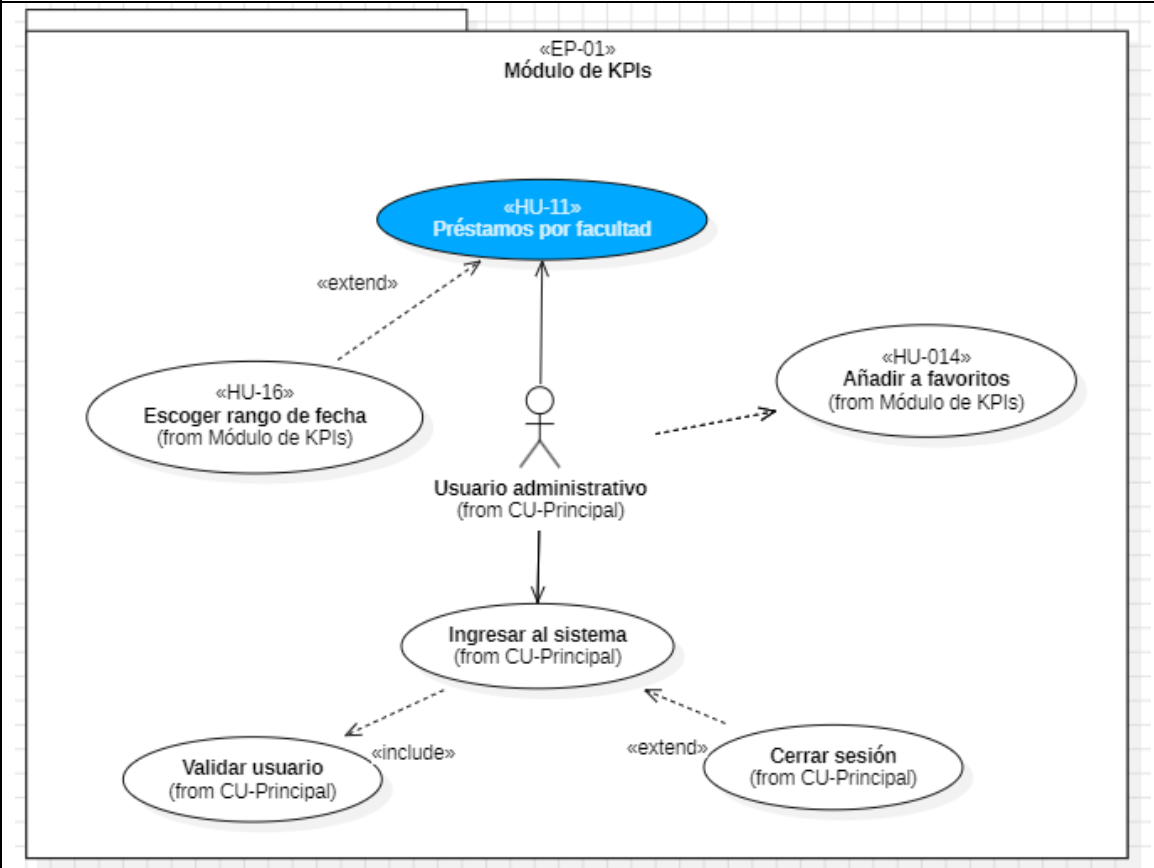 «EP-01»
Módulo de KPIs
«HU-11»
Préstamos por facultad
«extend»
«HU-16»
Escoger rango de fecha
(from Módulo de KPIs)
«HU-014»
Añadir a favoritos
(from Módulo de KPIs)
Usuario administrativo
(from CU-Principal)
Ingresar al sistema
(from CU-Principal)
«include»
«extend»
Validar usuario
(from CU-Principal)
Cerrar sesión
(from CU-Principal)